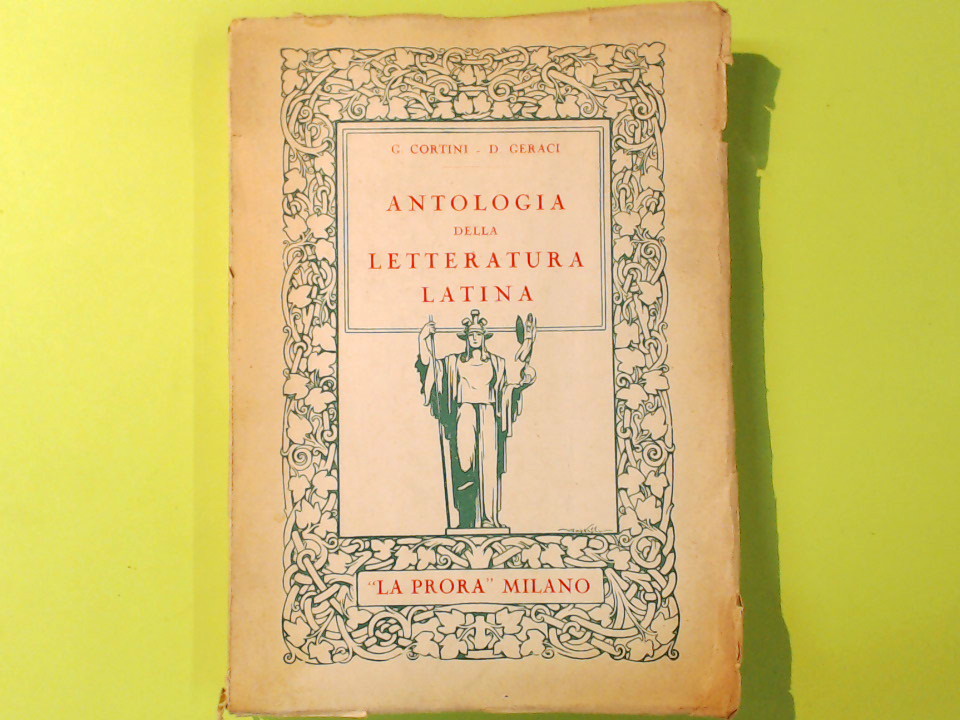 G. CORTINI - D. GERACI
ANTOLOGIA
DELLA
LETTERATURA
LATINA
"LA PRORA" MILANO